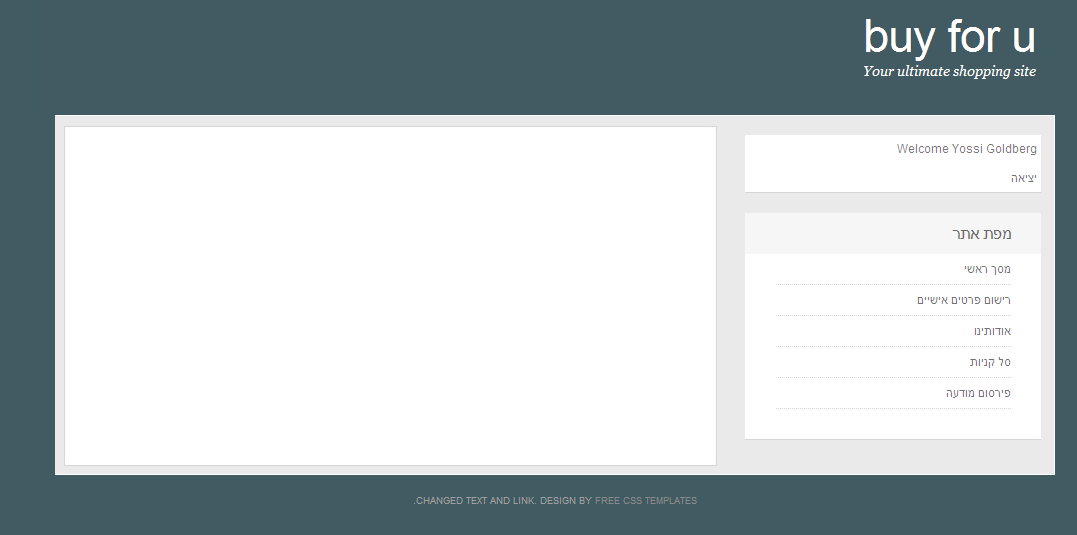 buy for u
Your ultimate shopping site
Welcome Yossi Goldberg
יציאה
מפת אתר
מסך ראשי
רישום פרטים אישיים
אודותינו
סל קניות
פירסום מודעה
.CHANGED TEXT AND LINK. DESIGN BY FREE CSS TEMPLATES